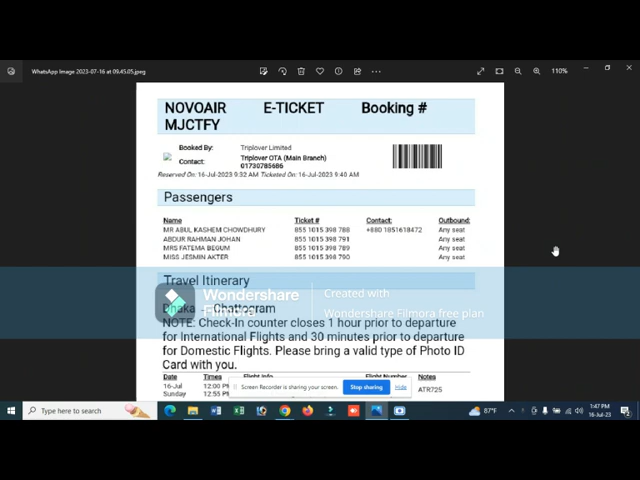 WhatsApp Image 2023-07-16 at 09.45.05.jpeg
110%
NOVOAIR E-TICKET Booking #
MJCTFY
Booked By: Triplover Limited
Contact: Triplover OTA (Main Branch)
01730785686
Reserved On: 16-Jul-2023 9:32 AM Ticketed On: 16-Jul-2023 9:40 AM
Passengers
Name Ticket # Contact: Outbound:
MR ABUL KASHEM CHOWDHURY 855 1015 398 788 +880 1851618472 Any seat
ABDUR RAHMAN JOHAN 855 1015 398 791 Any seat
MRS FATEMA BEGUM 855 1015 398 789 Any seat
MISS JESMIN AKTER 855 1015 398 790 Any seat
Travel Itinerary
Wondershare
Filmora
Created with
Wondershare Filmora free plan
Dhaka Chattogram
NOTE: Check-In counter closes 1 hour prior to departure
for International Flights and 30 minutes prior to departure
for Domestic Flights. Please bring a valid type of Photo ID
Card with you.
Date Times Flight Info Flight Number Notes
16-Jul 12:00 PM ATR725
Sunday 12:55 PM
Screen Recorder is sharing your screen. Stop sharing Hide
Type here to search
87°F
1:47 PM
16-Jul-23